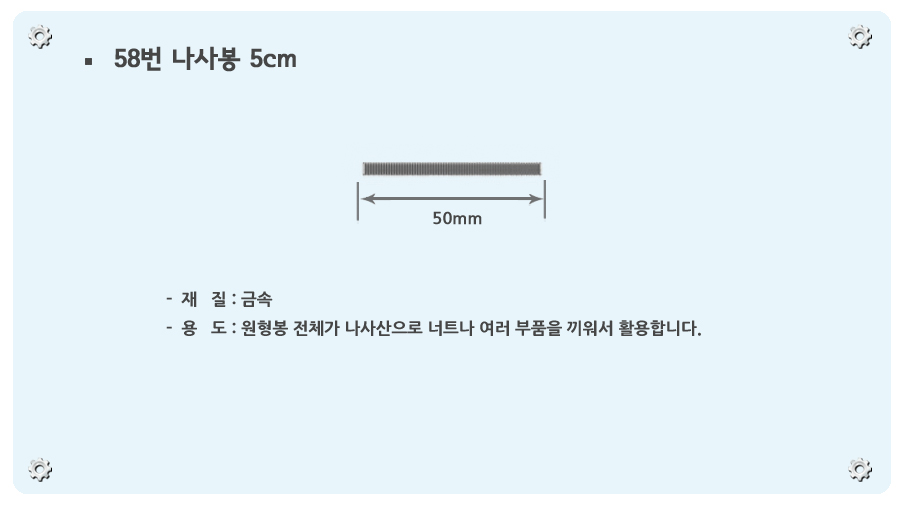 ▪ 58번 나사봉 5cm
50mm
- 재 질 : 금속
- 용 도 : 원형봉 전체가 나사산으로 너트나 여러 부품을 끼워서 활용합니다.